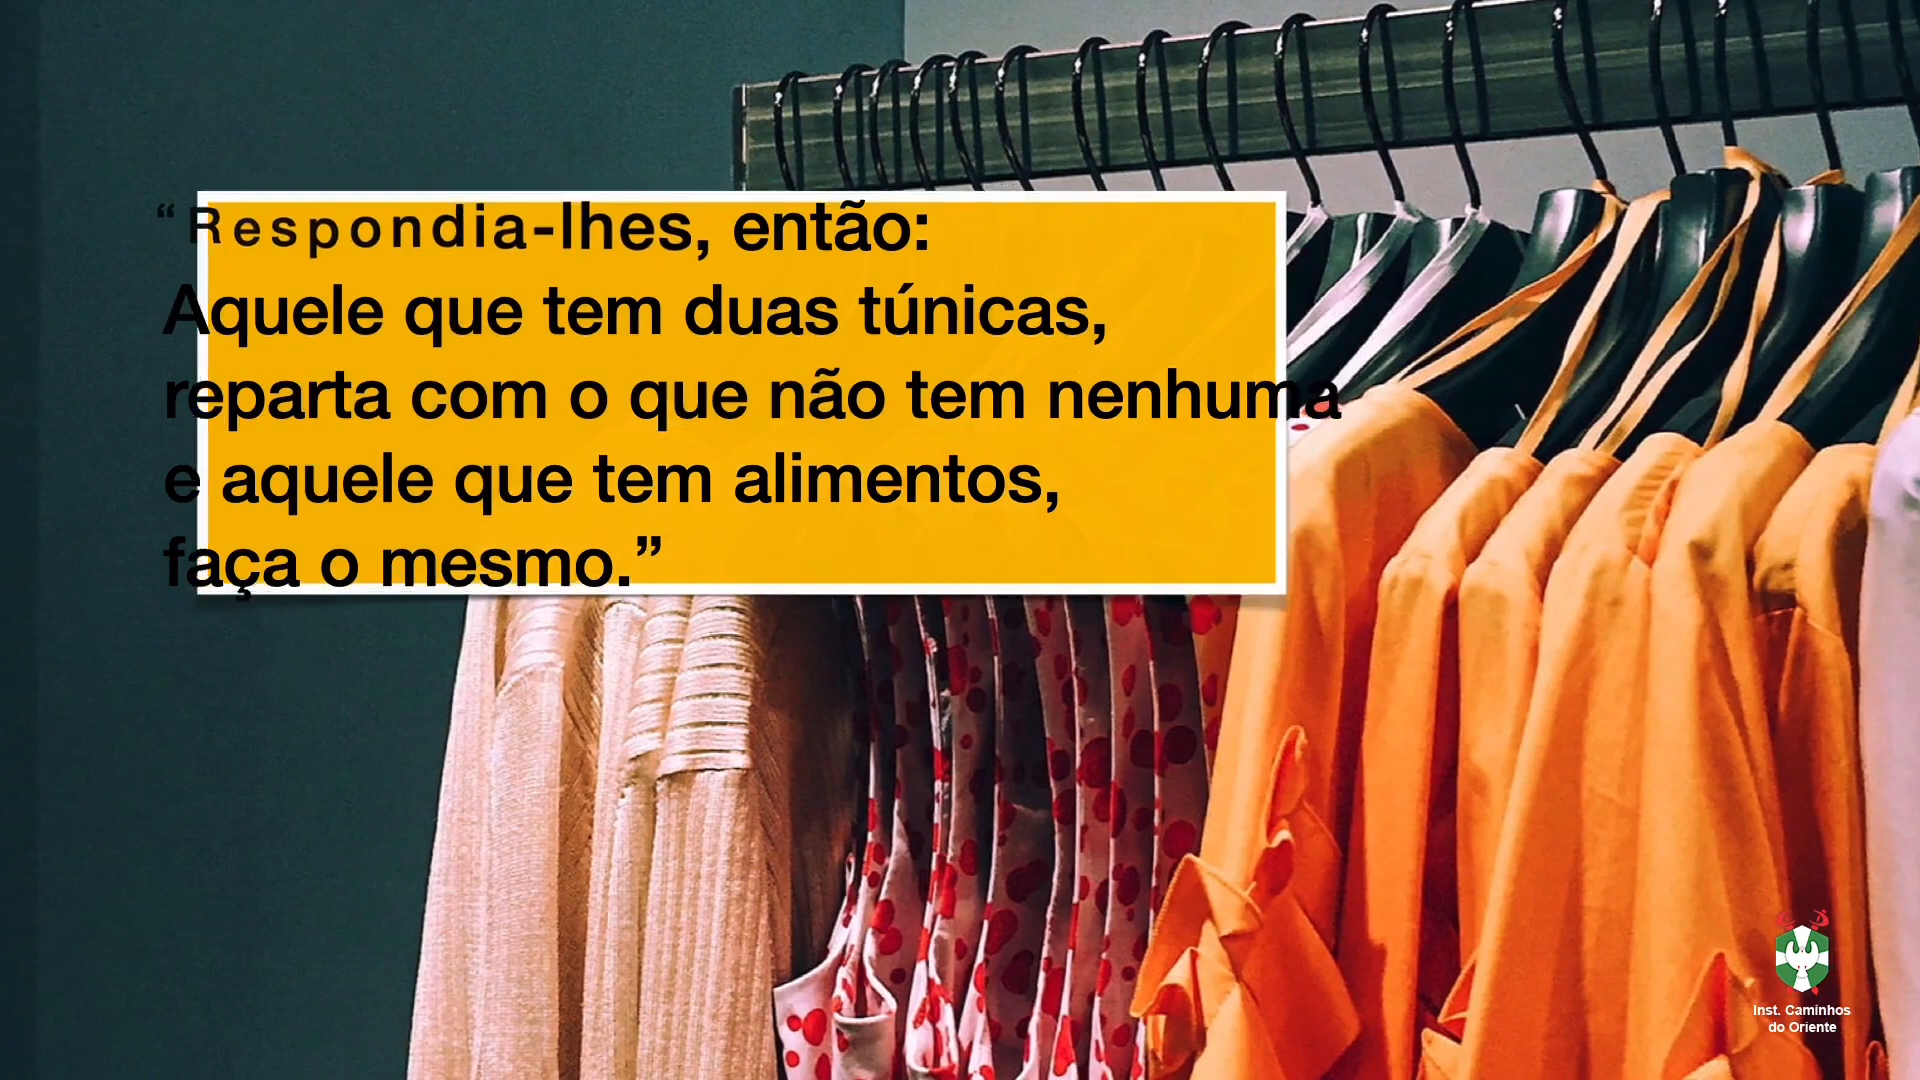 “Respondia-lhes, então:
Aquele que tem duas túnicas,
reparta com o que não tem nenhuma
e aquele que tem alimentos,
faça o mesmo.”
Inst. Caminhos
do Oriente